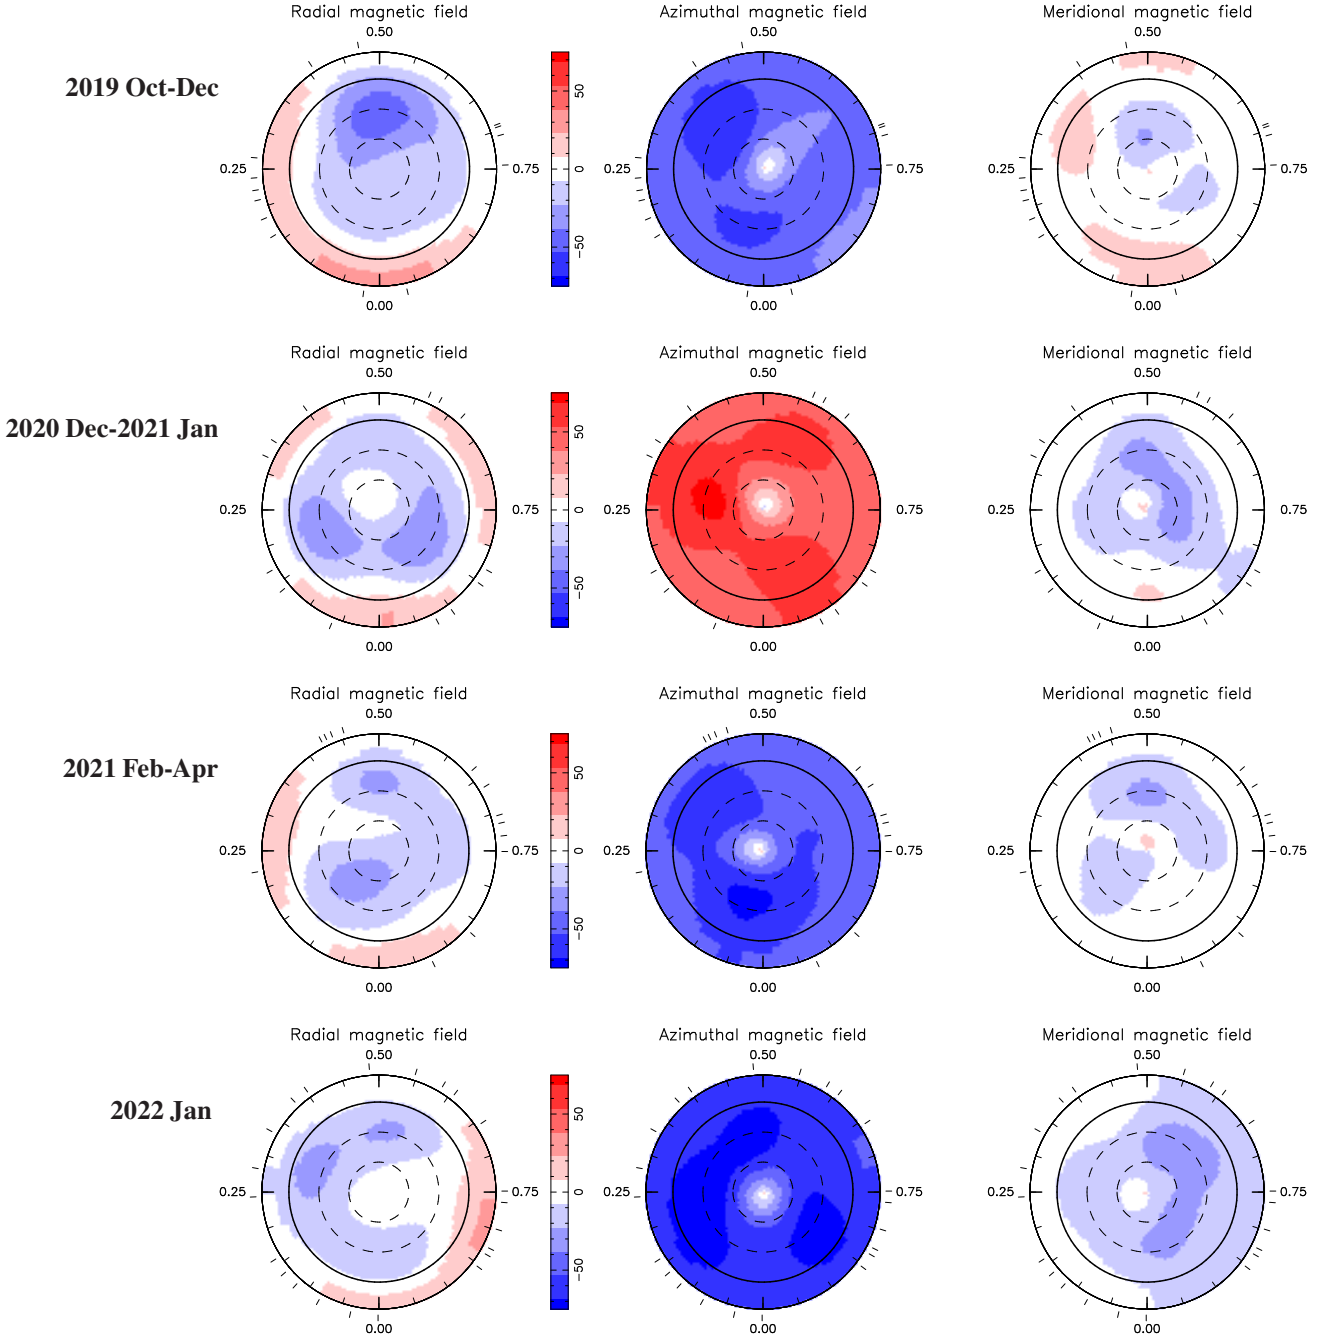 Radial magnetic field Azimuthal magnetic field Meridional magnetic field
0.50 0.50 0.50
2019 Oct-Dec
50
0.25 0 0.75 0.25 0.75 0.25 0.75
−50
0.00 0.00 0.00
Radial magnetic field Azimuthal magnetic field Meridional magnetic field
0.50 0.50 0.50
2020 Dec-2021 Jan
50
0.25 0 0.75 0.25 0.75 0.25 0.75
−50
0.00 0.00 0.00
Radial magnetic field Azimuthal magnetic field Meridional magnetic field
0.50 0.50 0.50
2021 Feb-Apr
50
0.25 0 0.75 0.25 0.75 0.25 0.75
−50
0.00 0.00 0.00
Radial magnetic field Azimuthal magnetic field Meridional magnetic field
0.50 0.50 0.50
2022 Jan
50
0.25 0 0.75 0.25 0.75 0.25 0.75
−50
0.00 0.00 0.00